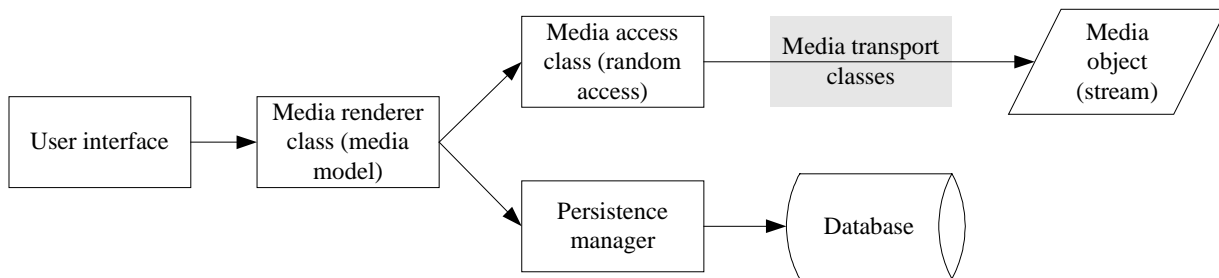 User interface
Media renderer
class (media
model)
Media access
class (random
access)
Media transport
classes
Media
object
(stream)
Persistence
manager
Database